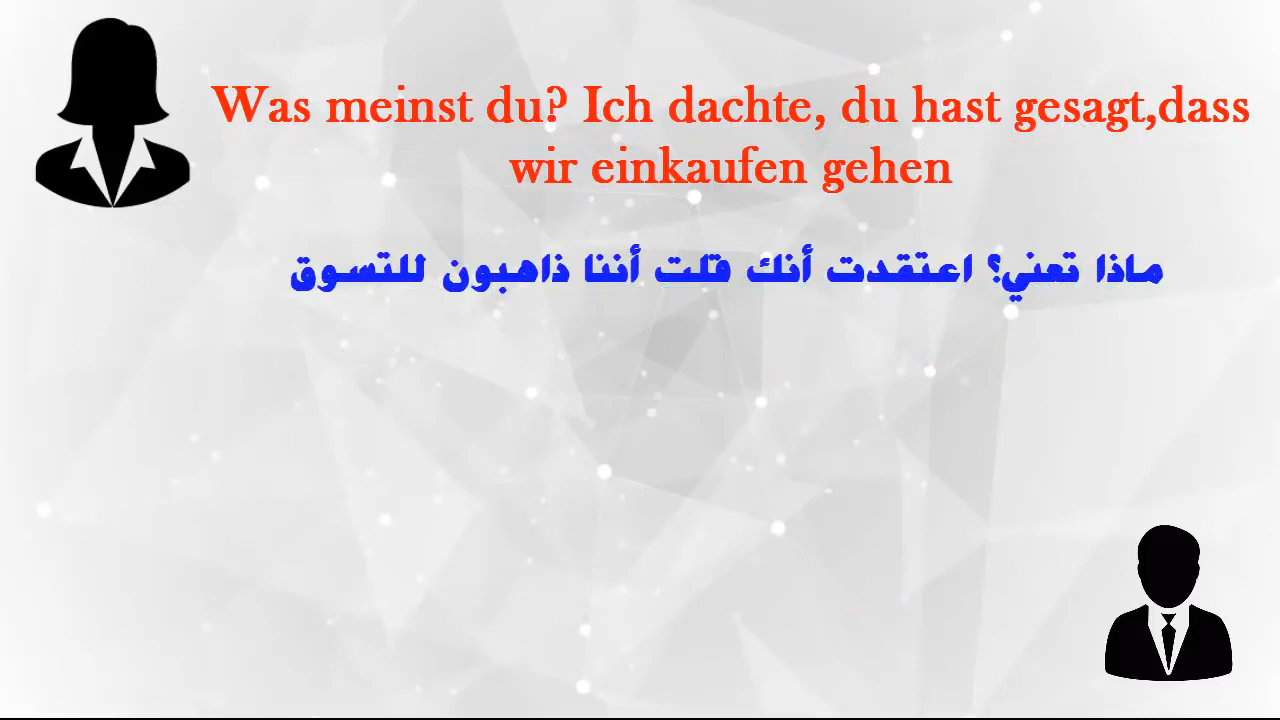 Was meinst du? Ich dachte, du hast gesagt,dass
wir einkaufen gehen
ماذا تعني؟ اعتقدت أنك قلت أننا ذاهبون للتسوق